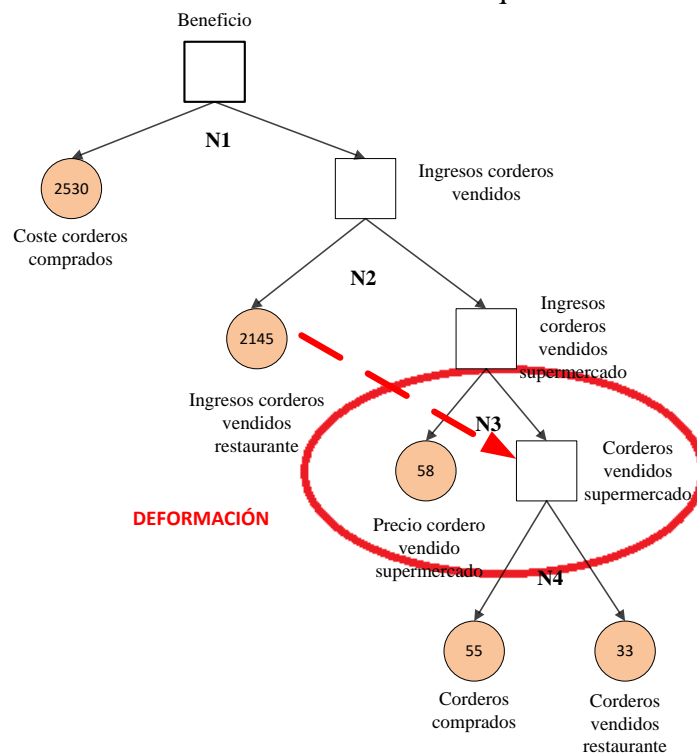 Beneficio
N1
2530
Ingresos corderos
vendidos
Coste corderos
comprados
N2
2145
Ingresos
corderos
vendidos
supermercado
Ingresos corderos
vendidos
restaurante
N3
58
Corderos
vendidos
supermercado
DEFORMACIÓN
Precio cordero
vendido
supermercado
N4
55
33
Corderos
comprados
Corderos
vendidos
restaurante